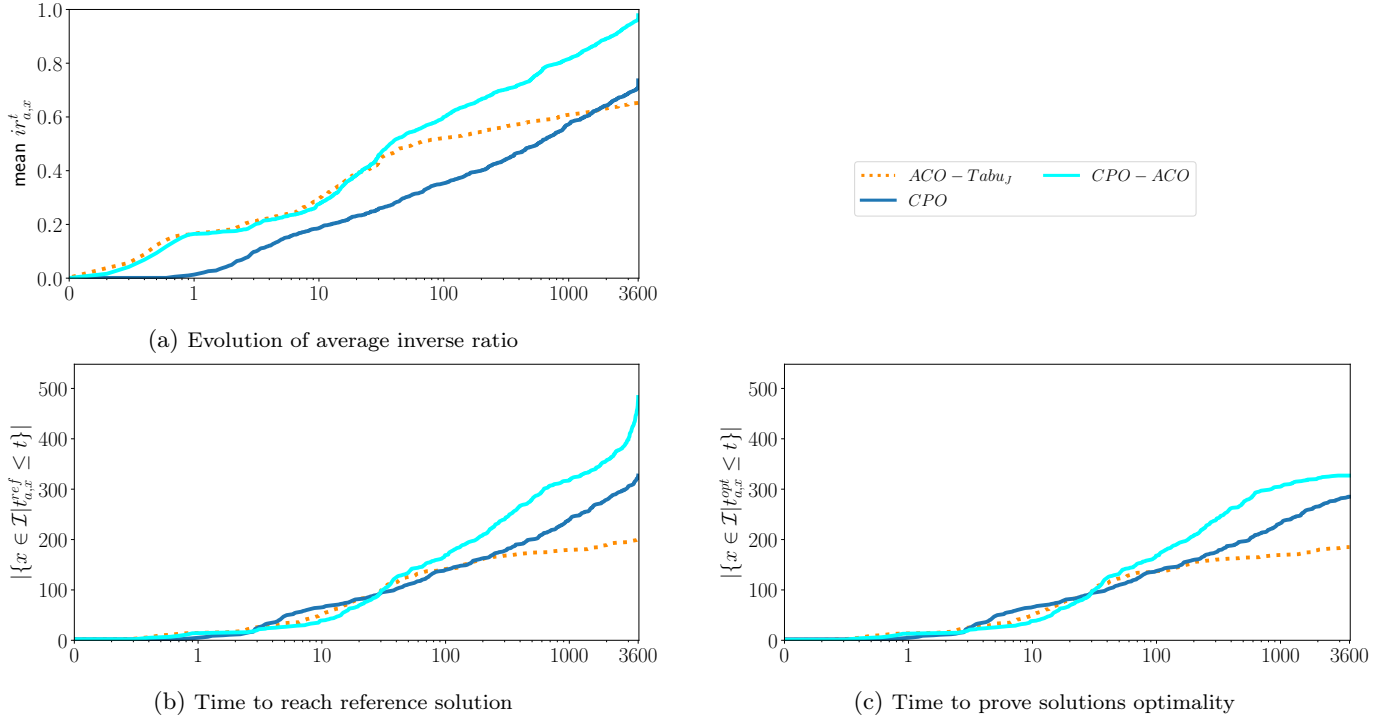 1.0
0.8
0.6
0.4
0.2
0.0
mean $ir^{t}_{a,x}$
0 1 10 100 1000 3600
(a) Evolution of average inverse ratio
ACO − Tabu_J
CPO
CPO − ACO
500
400
300
200
100
0
$|\{x \in \mathcal{I} | t^{ref}_{a,x} \leq t\}|$
0 1 10 100 1000 3600
(b) Time to reach reference solution
500
400
300
200
100
0
$|\{x \in \mathcal{I} | t^{opt}_{a,x} \leq t\}|$
0 1 10 100 1000 3600
(c) Time to prove solutions optimality